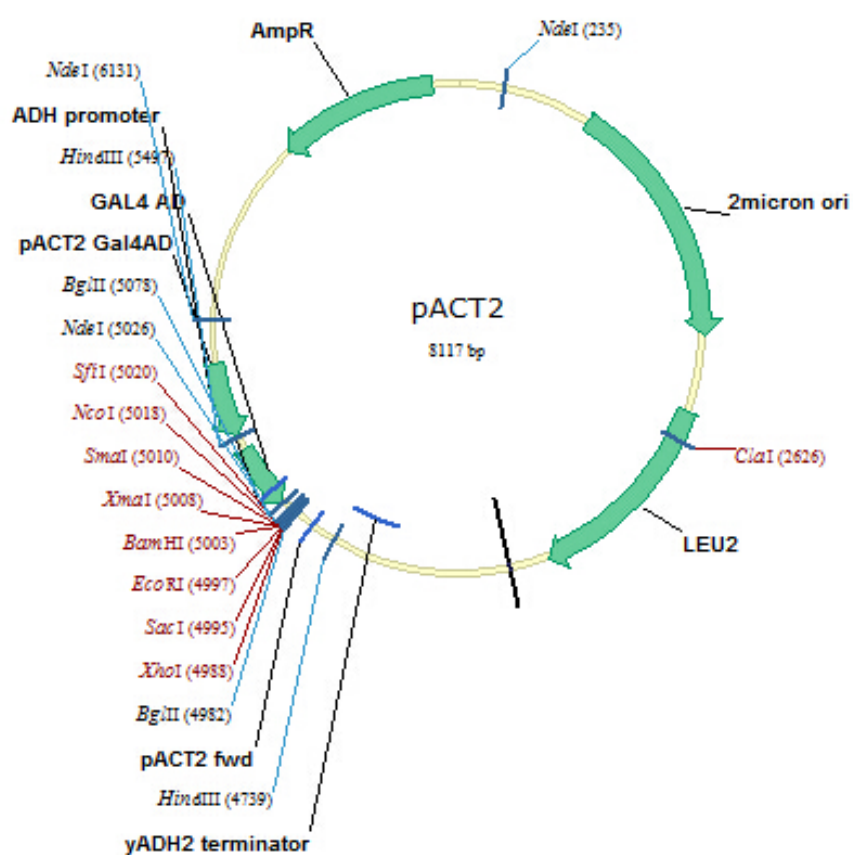 AmpR
NdeI (235)
NdeI (6131)
ADH promoter
HindIII (5497)
GAL4 AD
pACT2 Gal4AD
BglII (5078)
NdeI (5026)
SfiI (5020)
NcoI (5018)
SmaI (5010)
XmaI (5008)
BamHI (5003)
EcoRI (4997)
SacI (4995)
XhoI (4988)
BglII (4982)
pACT2 fwd
HindIII (4739)
yADH2 terminator
2micron ori
pACT2
8117 bp
ClaI (2626)
LEU2